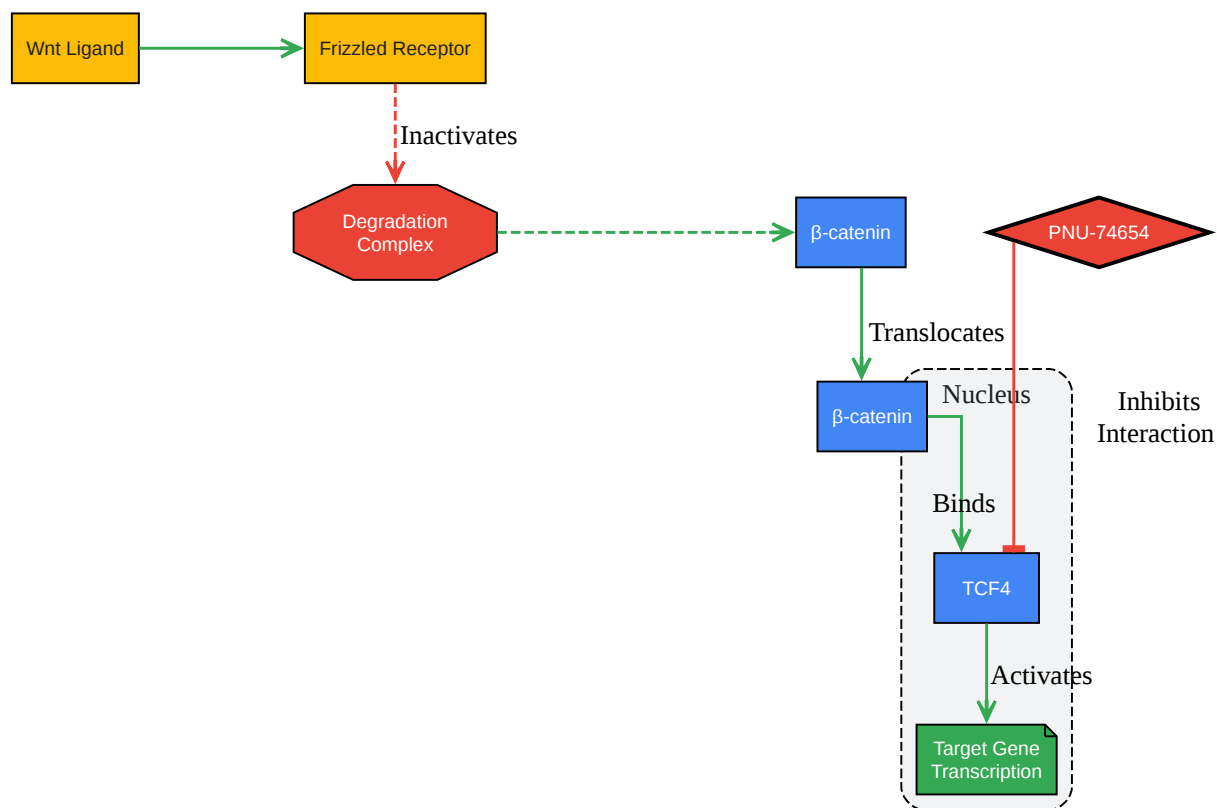 Wnt Ligand
Frizzled Receptor
Inactivates
Degradation
Complex
β-catenin
PNU-74654
Translocates
Nucleus
β-catenin
Inhibits
Interaction
Binds
TCF4
Activates
Target Gene
Transcription